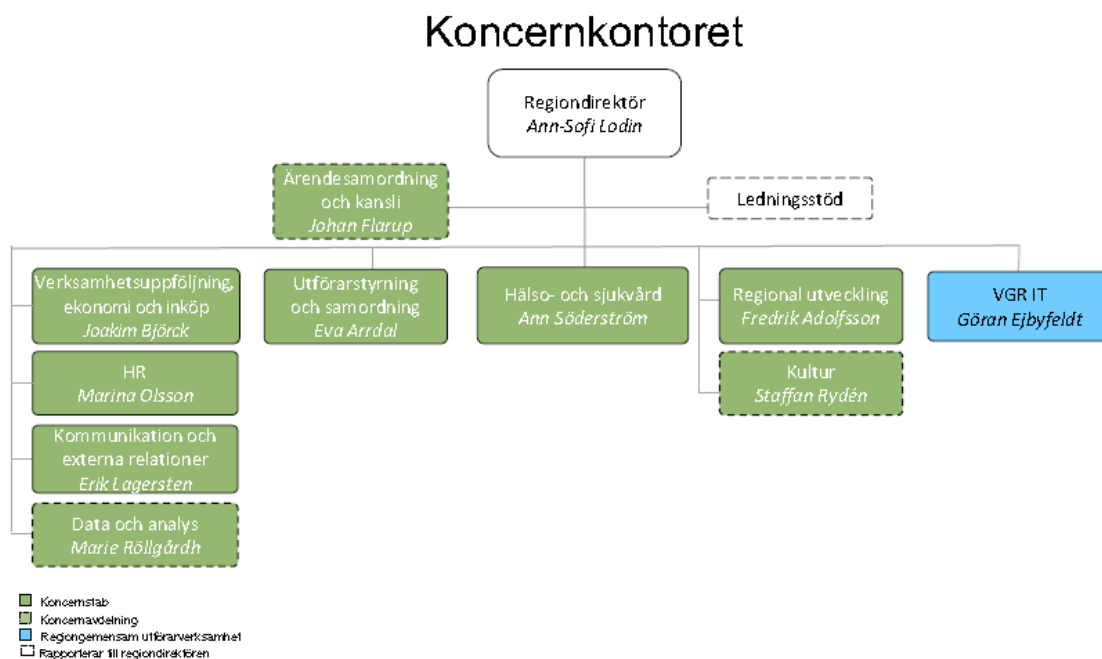 Koncernkontoret
Regiondirektör
Ann-Sofi Lodin
Ärendesamordning
och kansli
Johan Flarup
Ledningsstöd
Verksamhetsuppföljning,
ekonomi och inköp
Joakim Björck
Utförarstyrning
och samordning
Eva Arrdal
Hälso- och sjukvård
Ann Söderström
Regional utveckling
Fredrik Adolfsson
VGR IT
Göran Ejbyfeldt
HR
Marina Olsson
Kultur
Staffan Rydén
Kommunikation och
externa relationer
Erik Lagersten
Data och analys
Marie Röllgårdh
Koncernstab
Koncernavdelning
Regiongemensam utförarverksamhet
Rapporterar till regiondirektören